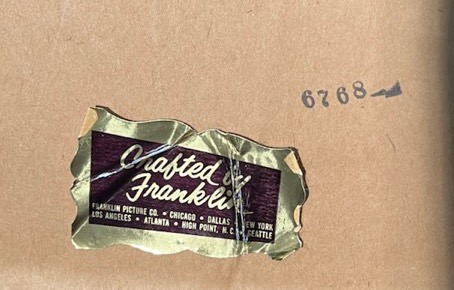 6768
Crafted by
Franklin
FRANKLIN PICTURE CO. • CHICAGO • DALLAS • NEW YORK
LOS ANGELES • ATLANTA • HIGH POINT, N. C. • SEATTLE